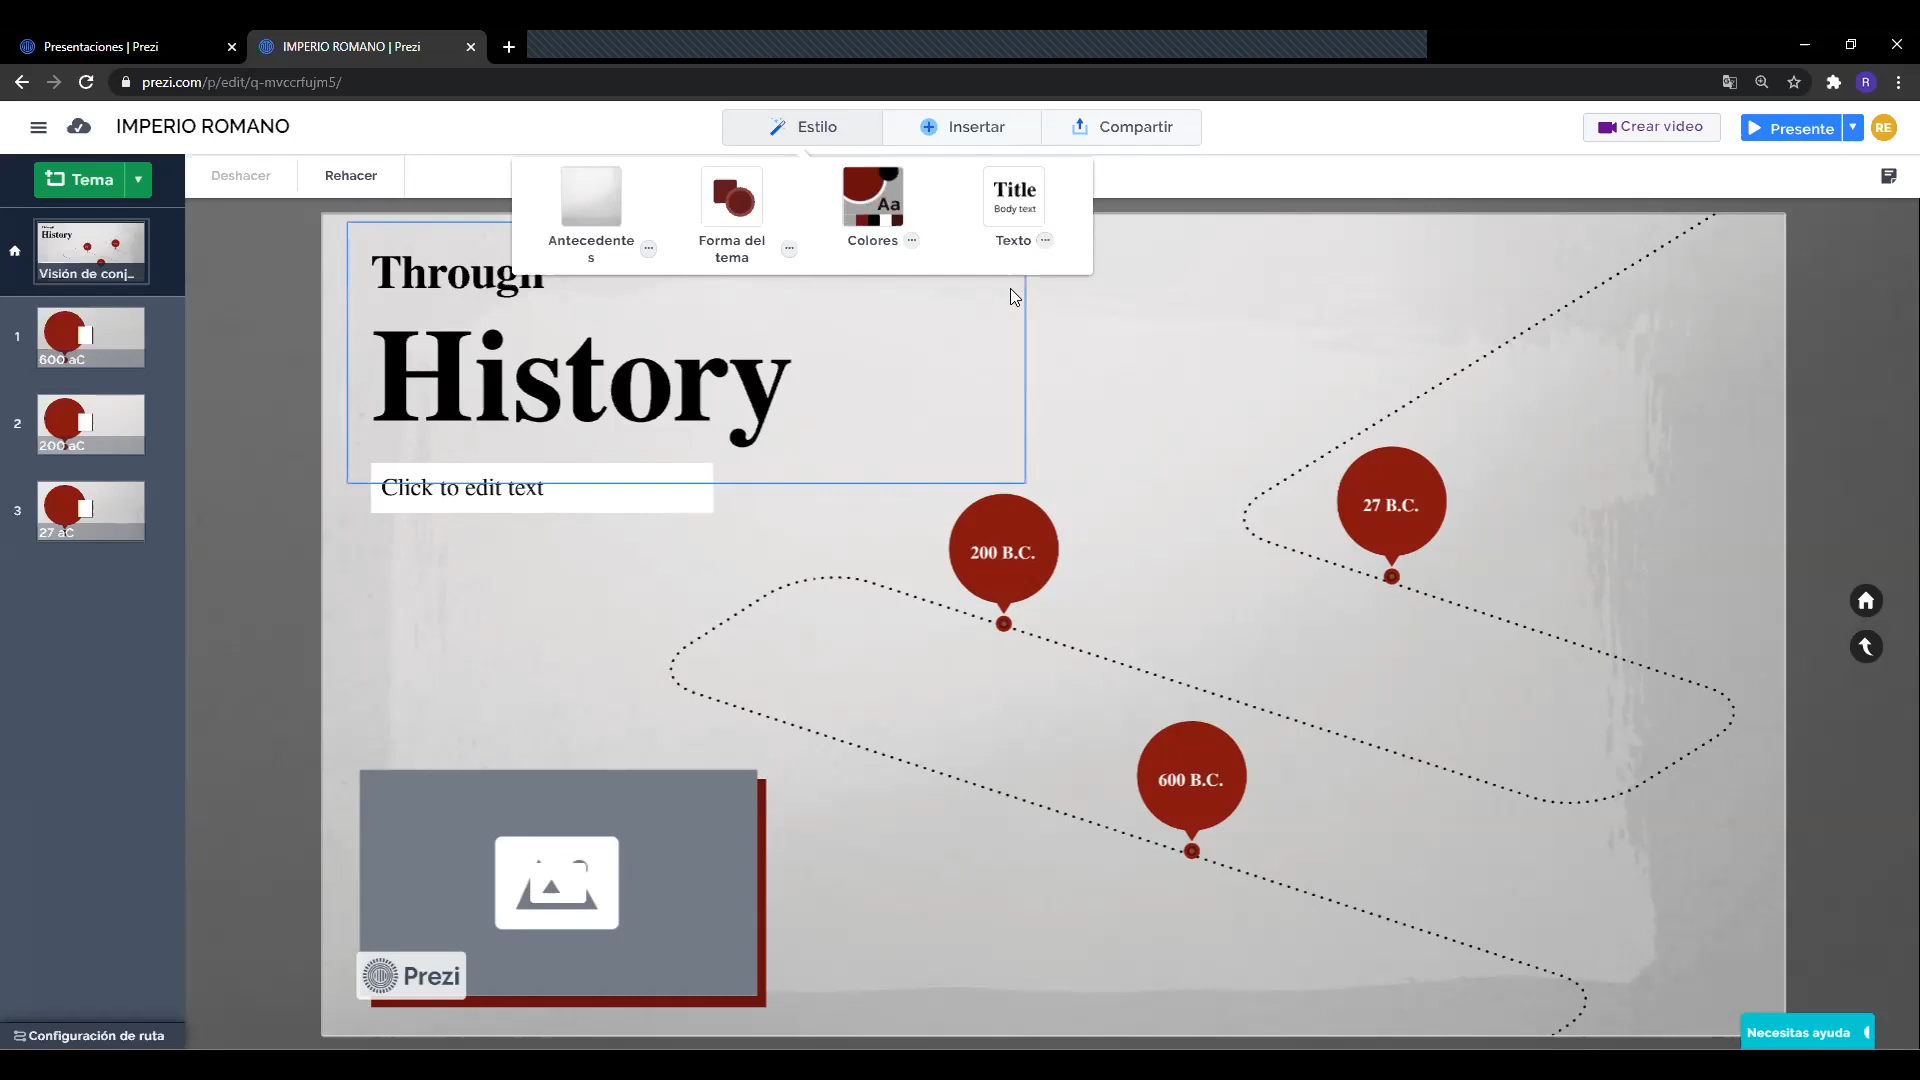 Presentaciones | Prezi
IMPERIO ROMANO | Prezi
prezi.com/p/edit/q-mvccrfujm5/
R
IMPERIO ROMANO
Estilo
Insertar
Compartir
Crear video
Presente
RE
Tema
Deshacer
Rehacer
Antecedente
s
Forma del
tema
Aa
Colores
Title
Body text
Texto
History
Visión de conj...
1
600 aC
2
200 aC
3
27 aC
Through
History
Click to edit text
27 B.C.
200 B.C.
600 B.C.
Prezi
Configuración de ruta
Necesitas ayuda